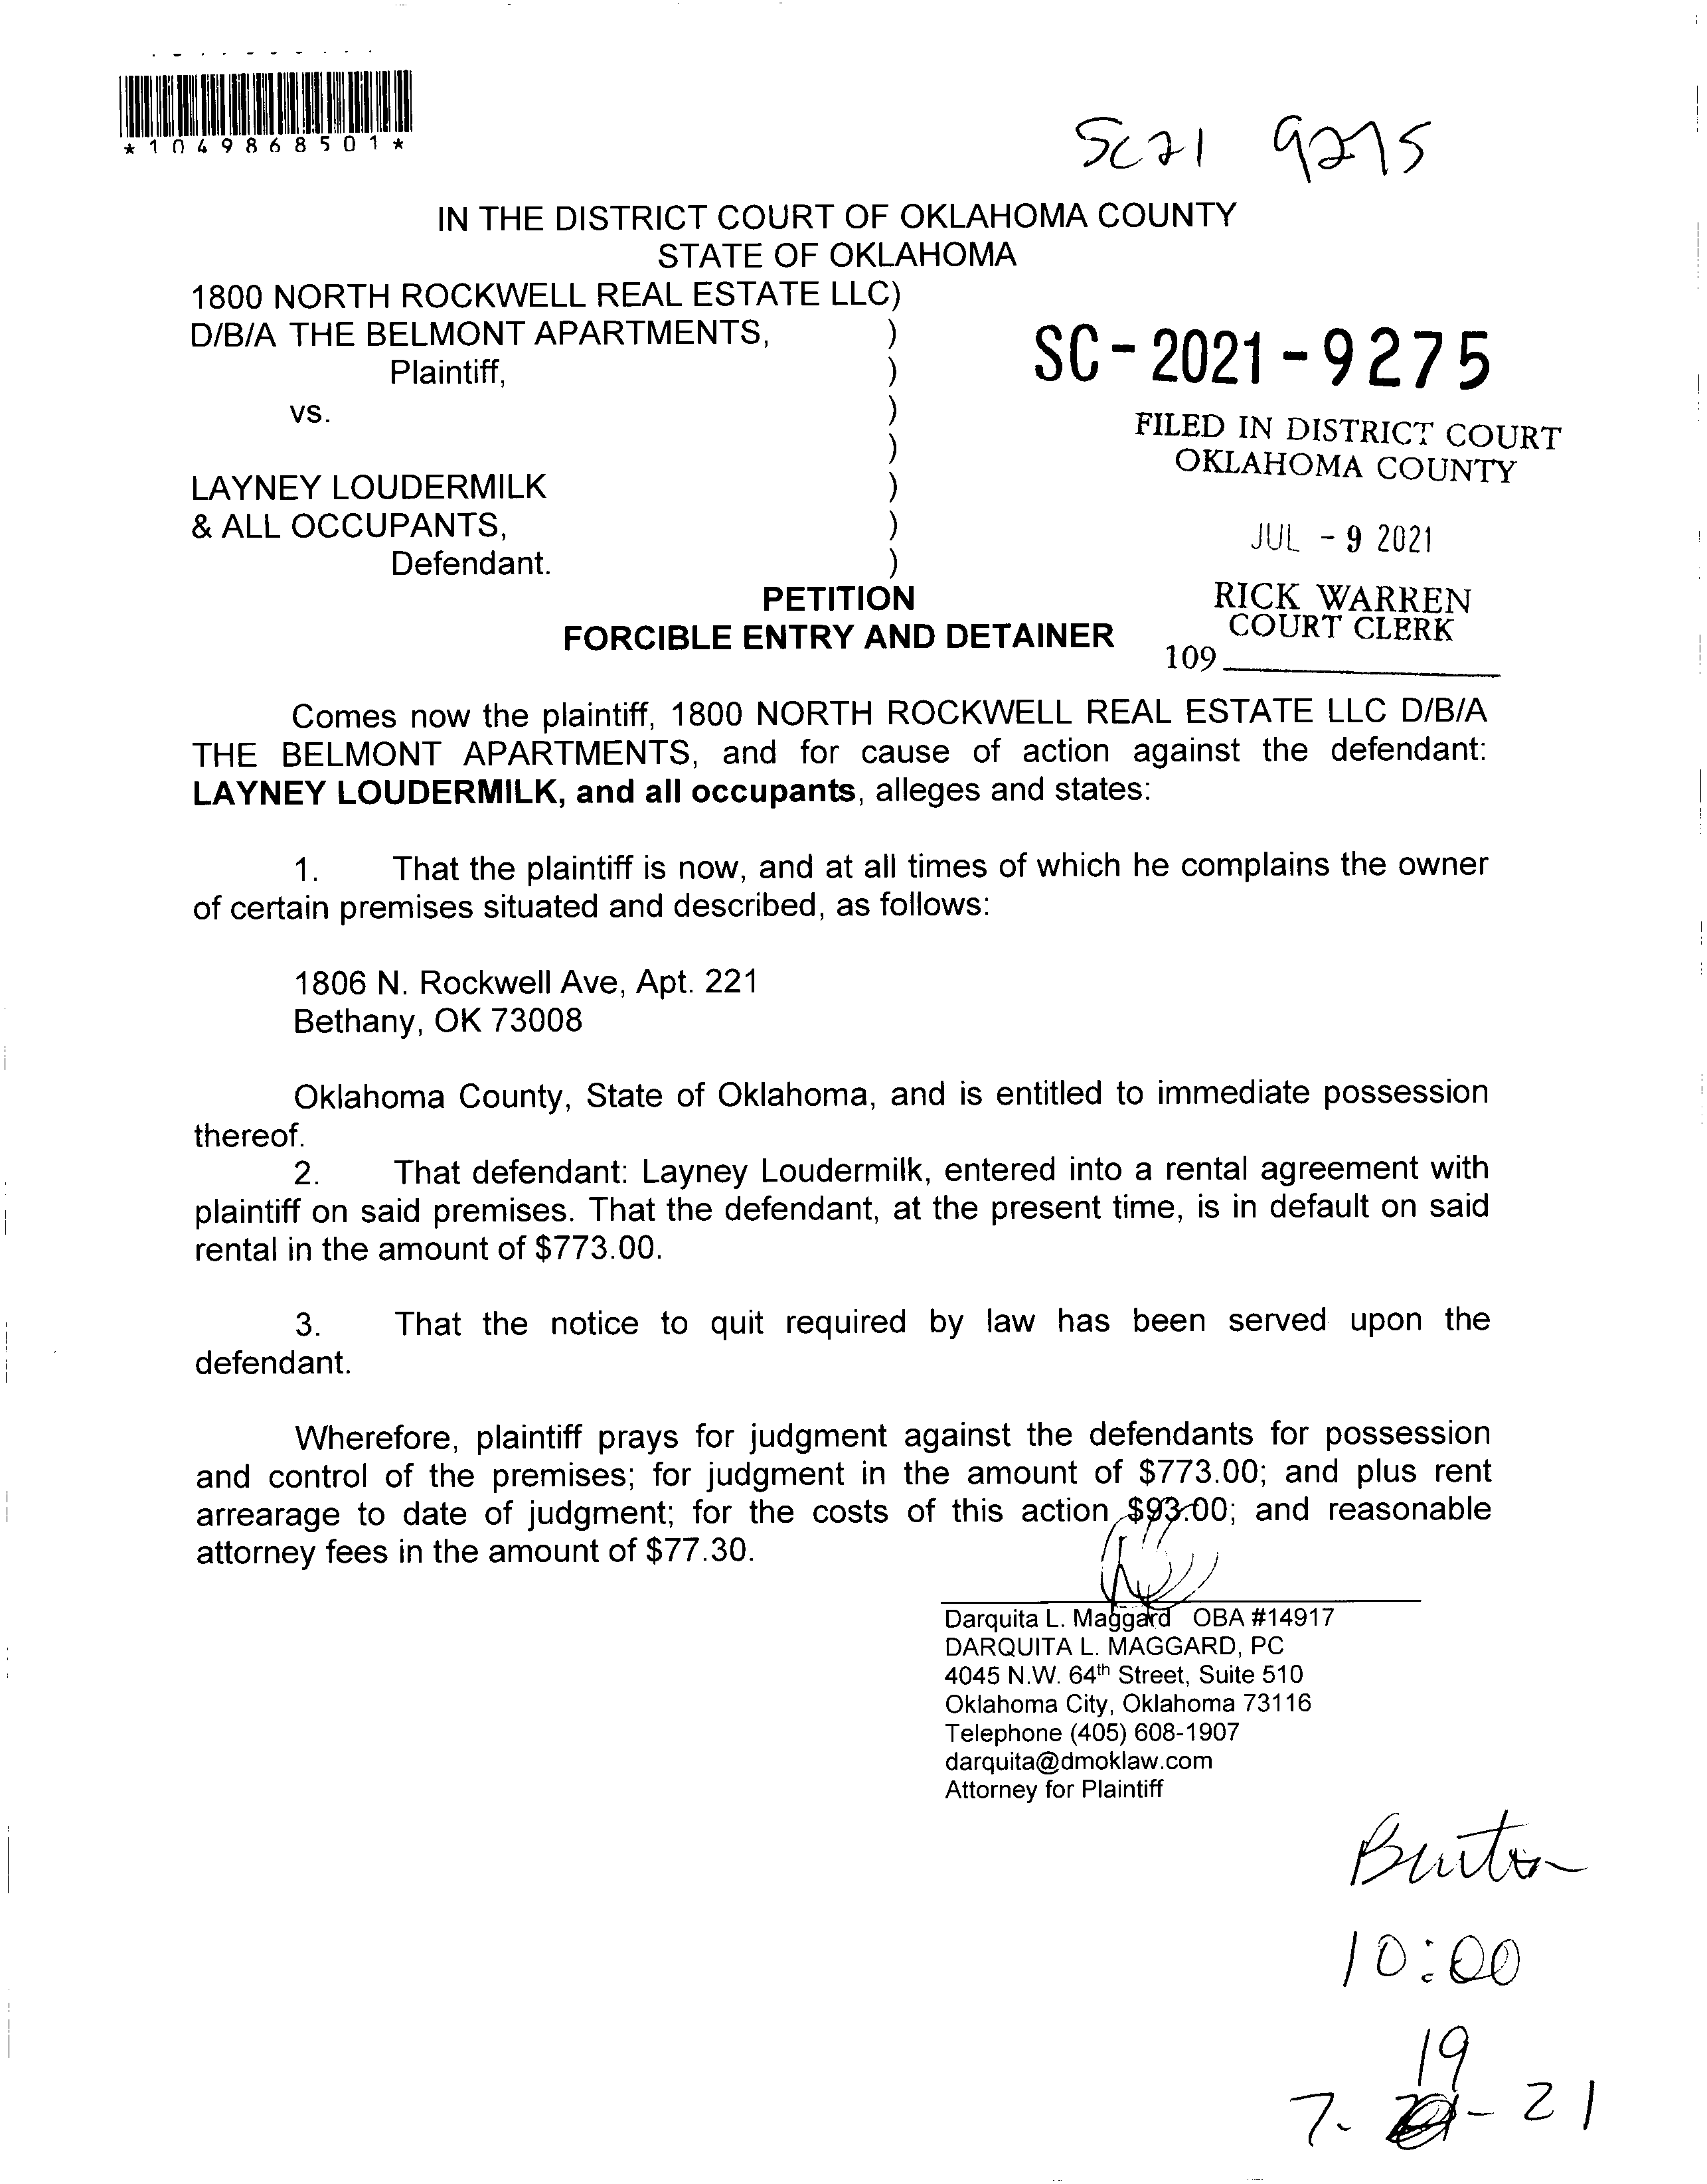 *1049868501*
SC21 9275
IN THE DISTRICT COURT OF OKLAHOMA COUNTY
STATE OF OKLAHOMA
1800 NORTH ROCKWELL REAL ESTATE LLC)
D/B/A THE BELMONT APARTMENTS, )
Plaintiff, )
vs. )
)
LAYNEY LOUDERMILK )
& ALL OCCUPANTS, )
Defendant. )
SC-2021-9275
FILED IN DISTRICT COURT
OKLAHOMA COUNTY
JUL - 9 2021
RICK WARREN
COURT CLERK
109
PETITION
FORCIBLE ENTRY AND DETAINER
Comes now the plaintiff, 1800 NORTH ROCKWELL REAL ESTATE LLC D/B/A
THE BELMONT APARTMENTS, and for cause of action against the defendant:
LAYNEY LOUDERMILK, and all occupants, alleges and states:
1. That the plaintiff is now, and at all times of which he complains the owner
of certain premises situated and described, as follows:
1806 N. Rockwell Ave, Apt. 221
Bethany, OK 73008
Oklahoma County, State of Oklahoma, and is entitled to immediate possession
thereof.
2. That defendant: Layney Loudermilk, entered into a rental agreement with
plaintiff on said premises. That the defendant, at the present time, is in default on said
rental in the amount of $773.00.
3. That the notice to quit required by law has been served upon the
defendant.
Wherefore, plaintiff prays for judgment against the defendants for possession
and control of the premises; for judgment in the amount of $773.00; and plus rent
arrearage to date of judgment; for the costs of this action $93.00; and reasonable
attorney fees in the amount of $77.30.
Darquita L. Maggard OBA #14917
DARQUITA L. MAGGARD, PC
4045 N.W. 64th Street, Suite 510
Oklahoma City, Oklahoma 73116
Telephone (405) 608-1907
darquita@dmoklaw.com
Attorney for Plaintiff
10:00
19
7- - 21